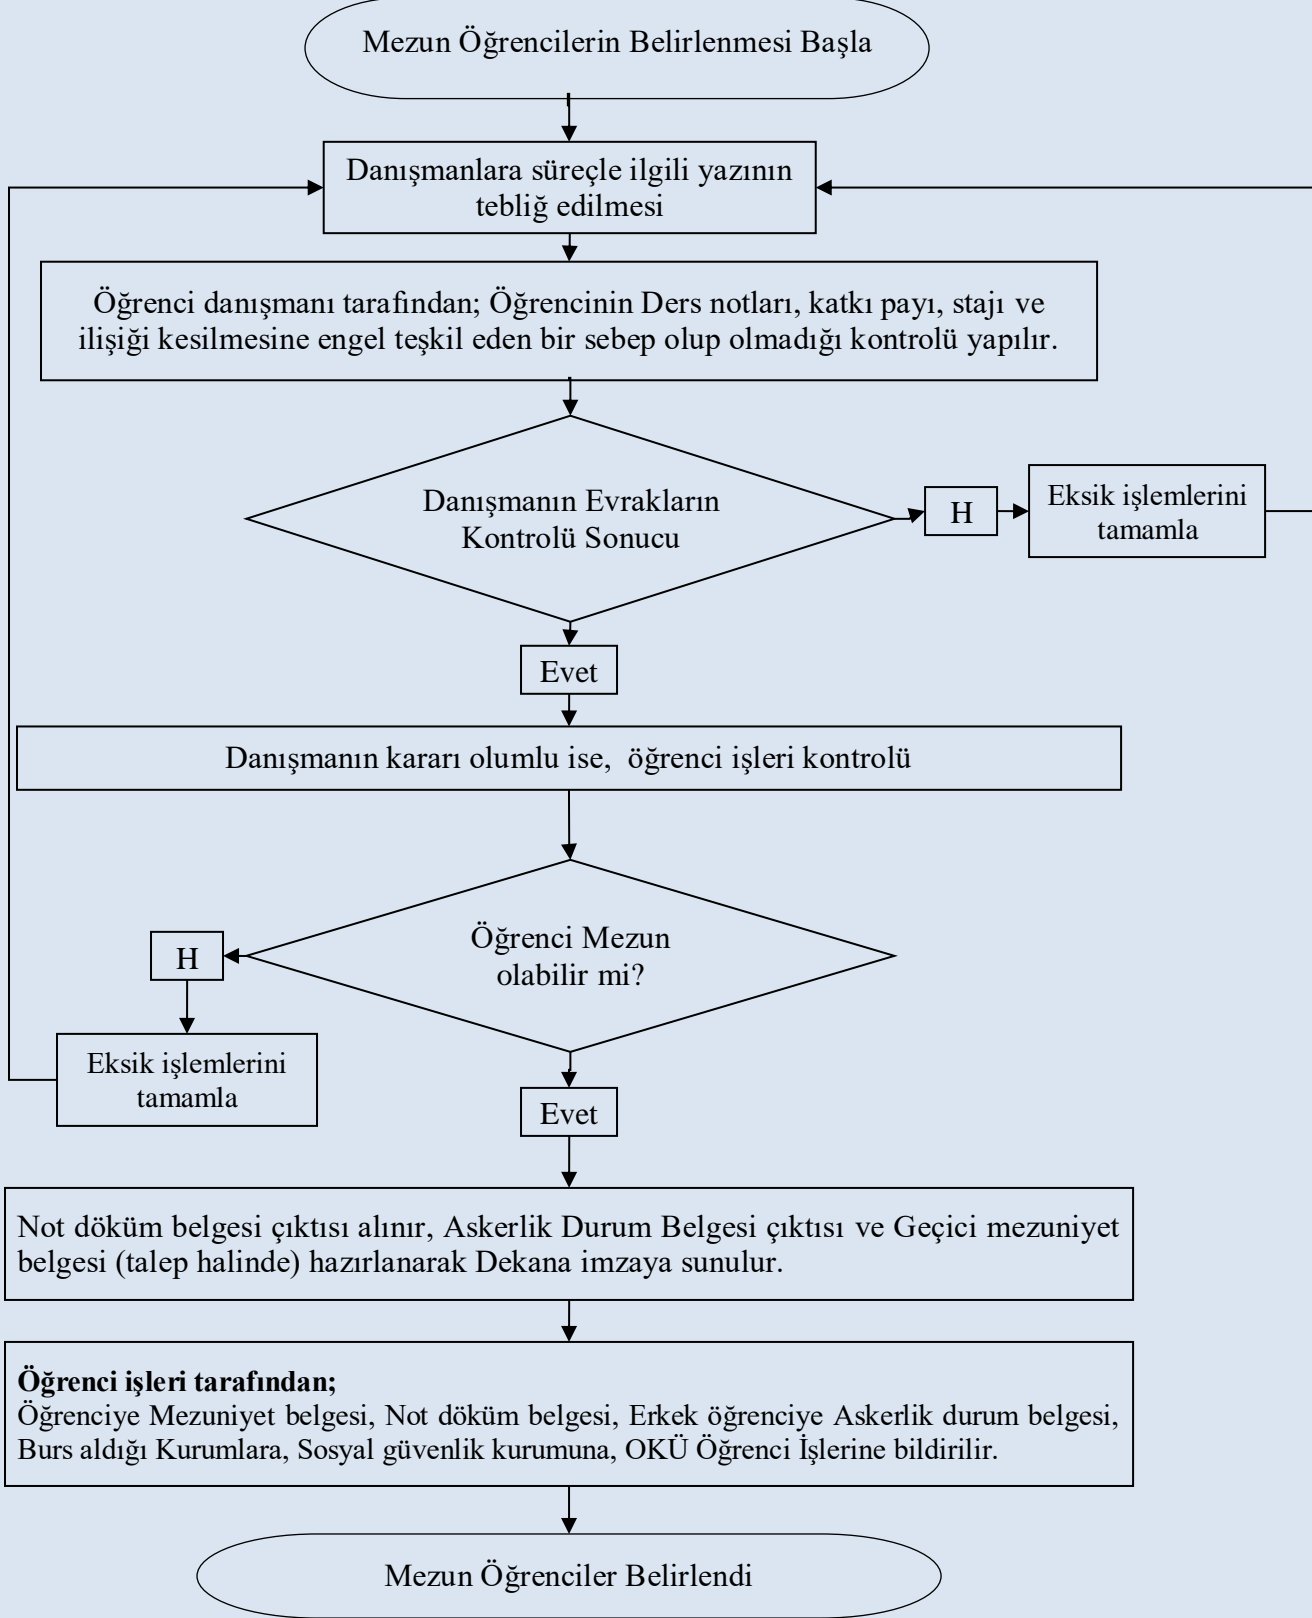 Mezun Öğrencilerin Belirlenmesi Başla
Danışmanlara süreçle ilgili yazının
tebliğ edilmesi
Öğrenci danışmanı tarafından; Öğrencinin Ders notları, katkı payı, stajı ve
ilişiği kesilmesine engel teşkil eden bir sebep olup olmadığı kontrolü yapılır.
Danışmanın Evrakların
Kontrolü Sonucu
H
Eksik işlemlerini
tamamla
Evet
Danışmanın kararı olumlu ise, öğrenci işleri kontrolü
Öğrenci Mezun
olabilir mi?
H
Eksik işlemlerini
tamamla
Evet
Not döküm belgesi çıktısı alınır, Askerlik Durum Belgesi çıktısı ve Geçici mezuniyet
belgesi (talep halinde) hazırlanarak Dekana imzaya sunulur.
Öğrenci işleri tarafından;
Öğrenciye Mezuniyet belgesi, Not döküm belgesi, Erkek öğrenciye Askerlik durum belgesi,
Burs aldığı Kurumlara, Sosyal güvenlik kurumuna, OKÜ Öğrenci İşlerine bildirilir.
Mezun Öğrenciler Belirlendi